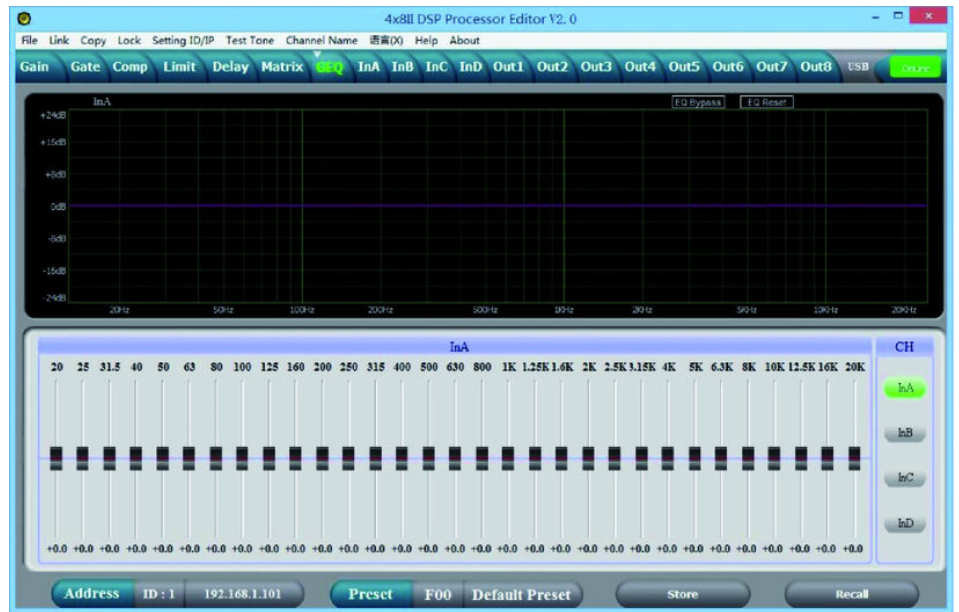 4x8II DSP Processor Editor V2.0
File Link Copy Lock Setting ID/IP Test Tone Channel Name 语言(X) Help About
Gain Gate Comp Limit Delay Matrix GEQ InA InB InC InD Out1 Out2 Out3 Out4 Out5 Out6 Out7 Out8 USB OnLine
InA EQ Bypass EQ Reset
+24dB
+15dB
+6dB
0dB
-6dB
-15dB
-24dB
20Hz 50Hz 100Hz 200Hz 500Hz 1KHz 2KHz 5KHz 10KHz 20KHz
InA CH
20 25 31.5 40 50 63 80 100 125 160 200 250 315 400 500 630 800 1K 1.25K 1.6K 2K 2.5K 3.15K 4K 5K 6.3K 8K 10K 12.5K 16K 20K
InA
InB
InC
InD
+0.0 +0.0 +0.0 +0.0 +0.0 +0.0 +0.0 +0.0 +0.0 +0.0 +0.0 +0.0 +0.0 +0.0 +0.0 +0.0 +0.0 +0.0 +0.0 +0.0 +0.0 +0.0 +0.0 +0.0 +0.0 +0.0 +0.0 +0.0 +0.0 +0.0 +0.0
Address ID : 1 192.168.1.101 Preset F00 Default Preset Store Recall